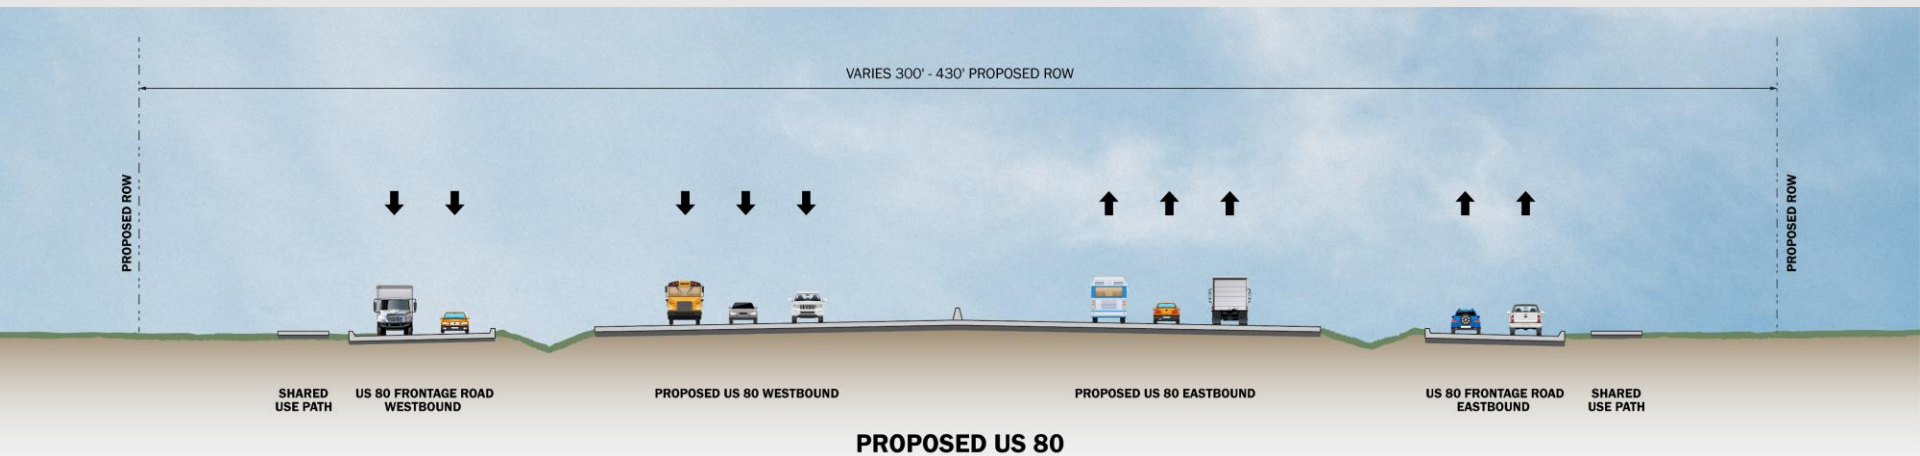 VARIES 300' - 430' PROPOSED ROW
PROPOSED ROW
PROPOSED ROW
SHARED
USE PATH
US 80 FRONTAGE ROAD
WESTBOUND
PROPOSED US 80 WESTBOUND
PROPOSED US 80 EASTBOUND
US 80 FRONTAGE ROAD
EASTBOUND
SHARED
USE PATH
PROPOSED US 80